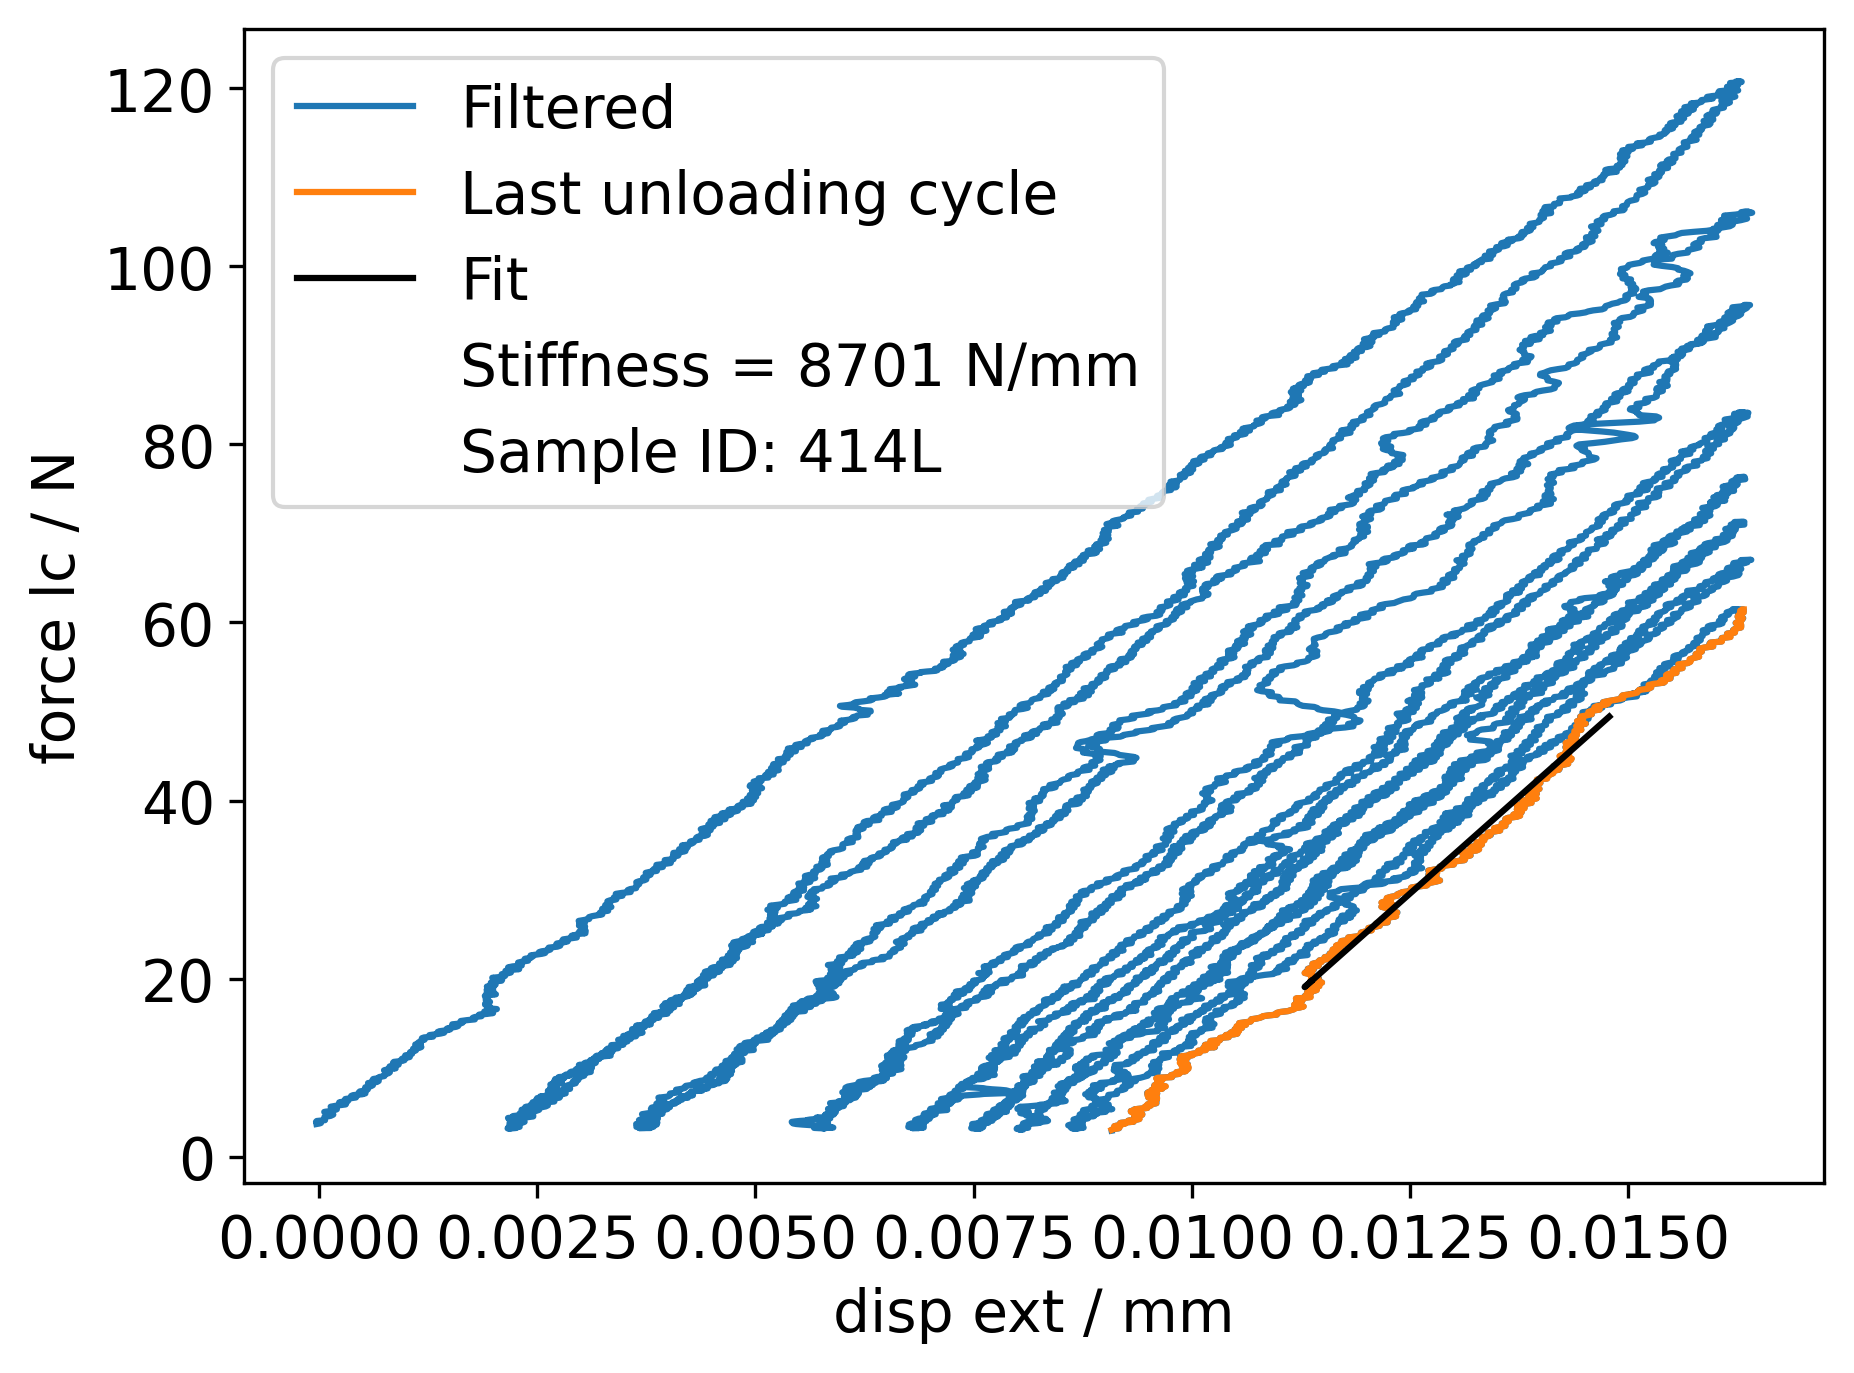 Filtered
Last unloading cycle
Fit
Stiffness = 8701 N/mm
Sample ID: 414L
force lc / N
120
100
80
60
40
20
0
0.0000 0.0025 0.0050 0.0075 0.0100 0.0125 0.0150
disp ext / mm